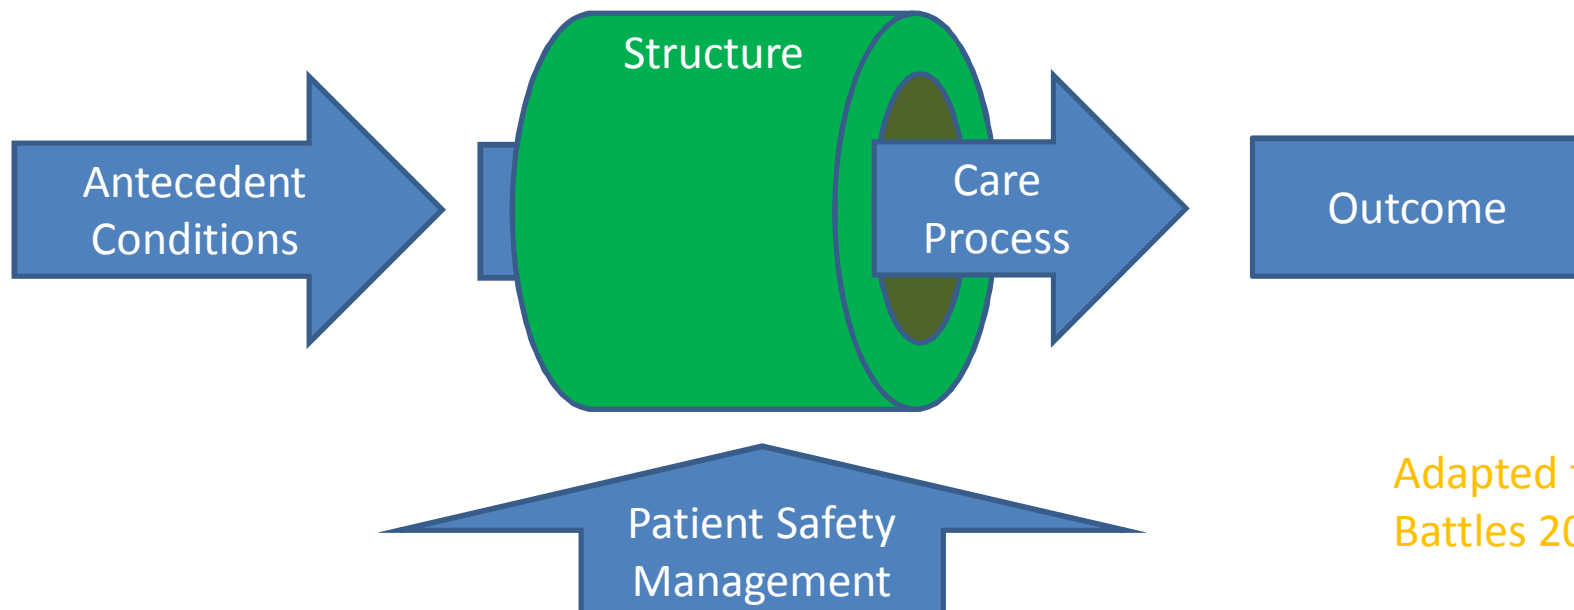 Structure
Antecedent
Conditions
Care
Process
Outcome
Patient Safety
Management
Adapted
Battles